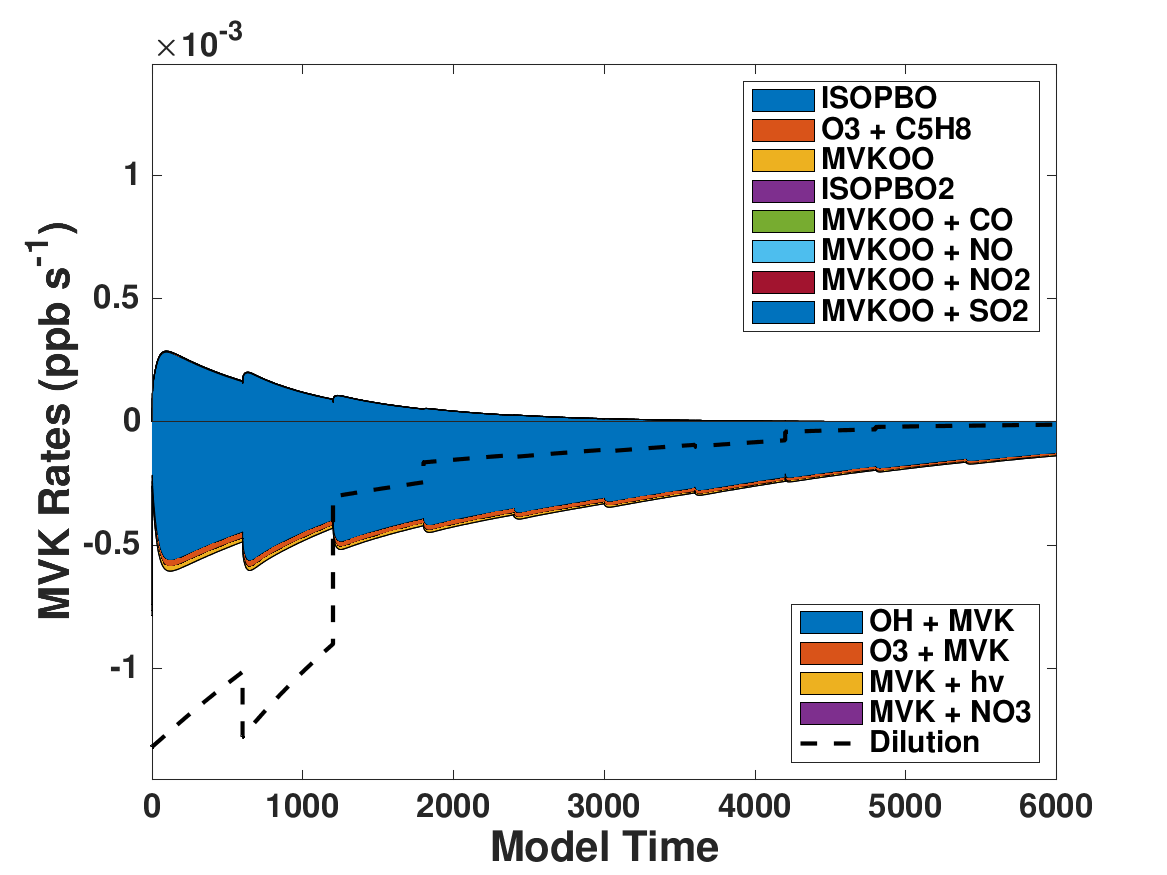 ×10-3
1
0.5
0
-0.5
-1
MVK Rates (ppb s-1)
ISOPBO
O3 + C5H8
MVKOO
ISOPBO2
MVKOO + CO
MVKOO + NO
MVKOO + NO2
MVKOO + SO2
OH + MVK
O3 + MVK
MVK + hv
MVK + NO3
Dilution
0 1000 2000 3000 4000 5000 6000
Model Time